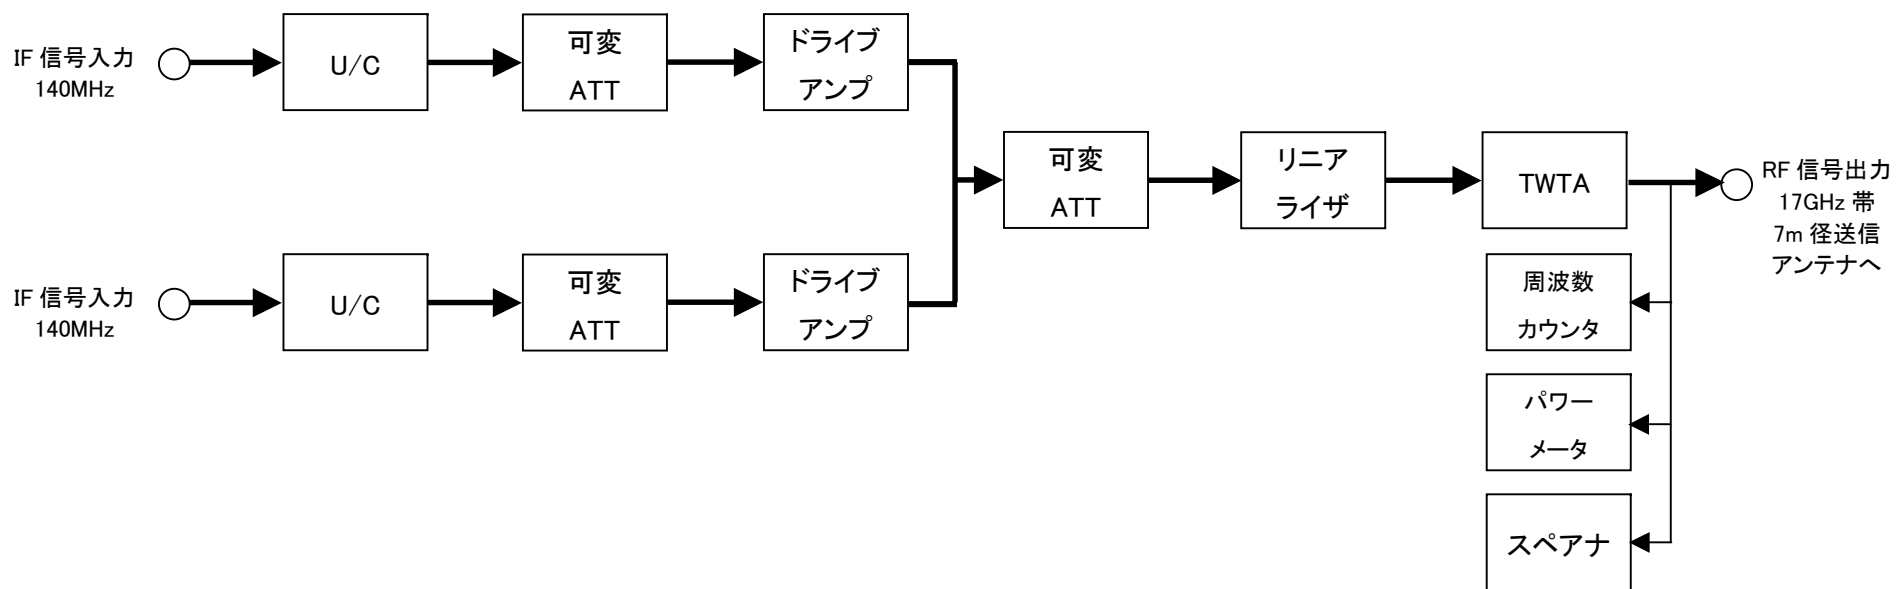 IF 信号入力
140MHz
U/C
可変
ATT
ドライブ
アンプ
IF 信号入力
140MHz
U/C
可変
ATT
ドライブ
アンプ
可変
ATT
リニア
ライザ
TWTA
RF 信号出力
17GHz 帯
7m 径送信
アンテナへ
周波数
カウンタ
パワー
メータ
スペアナ